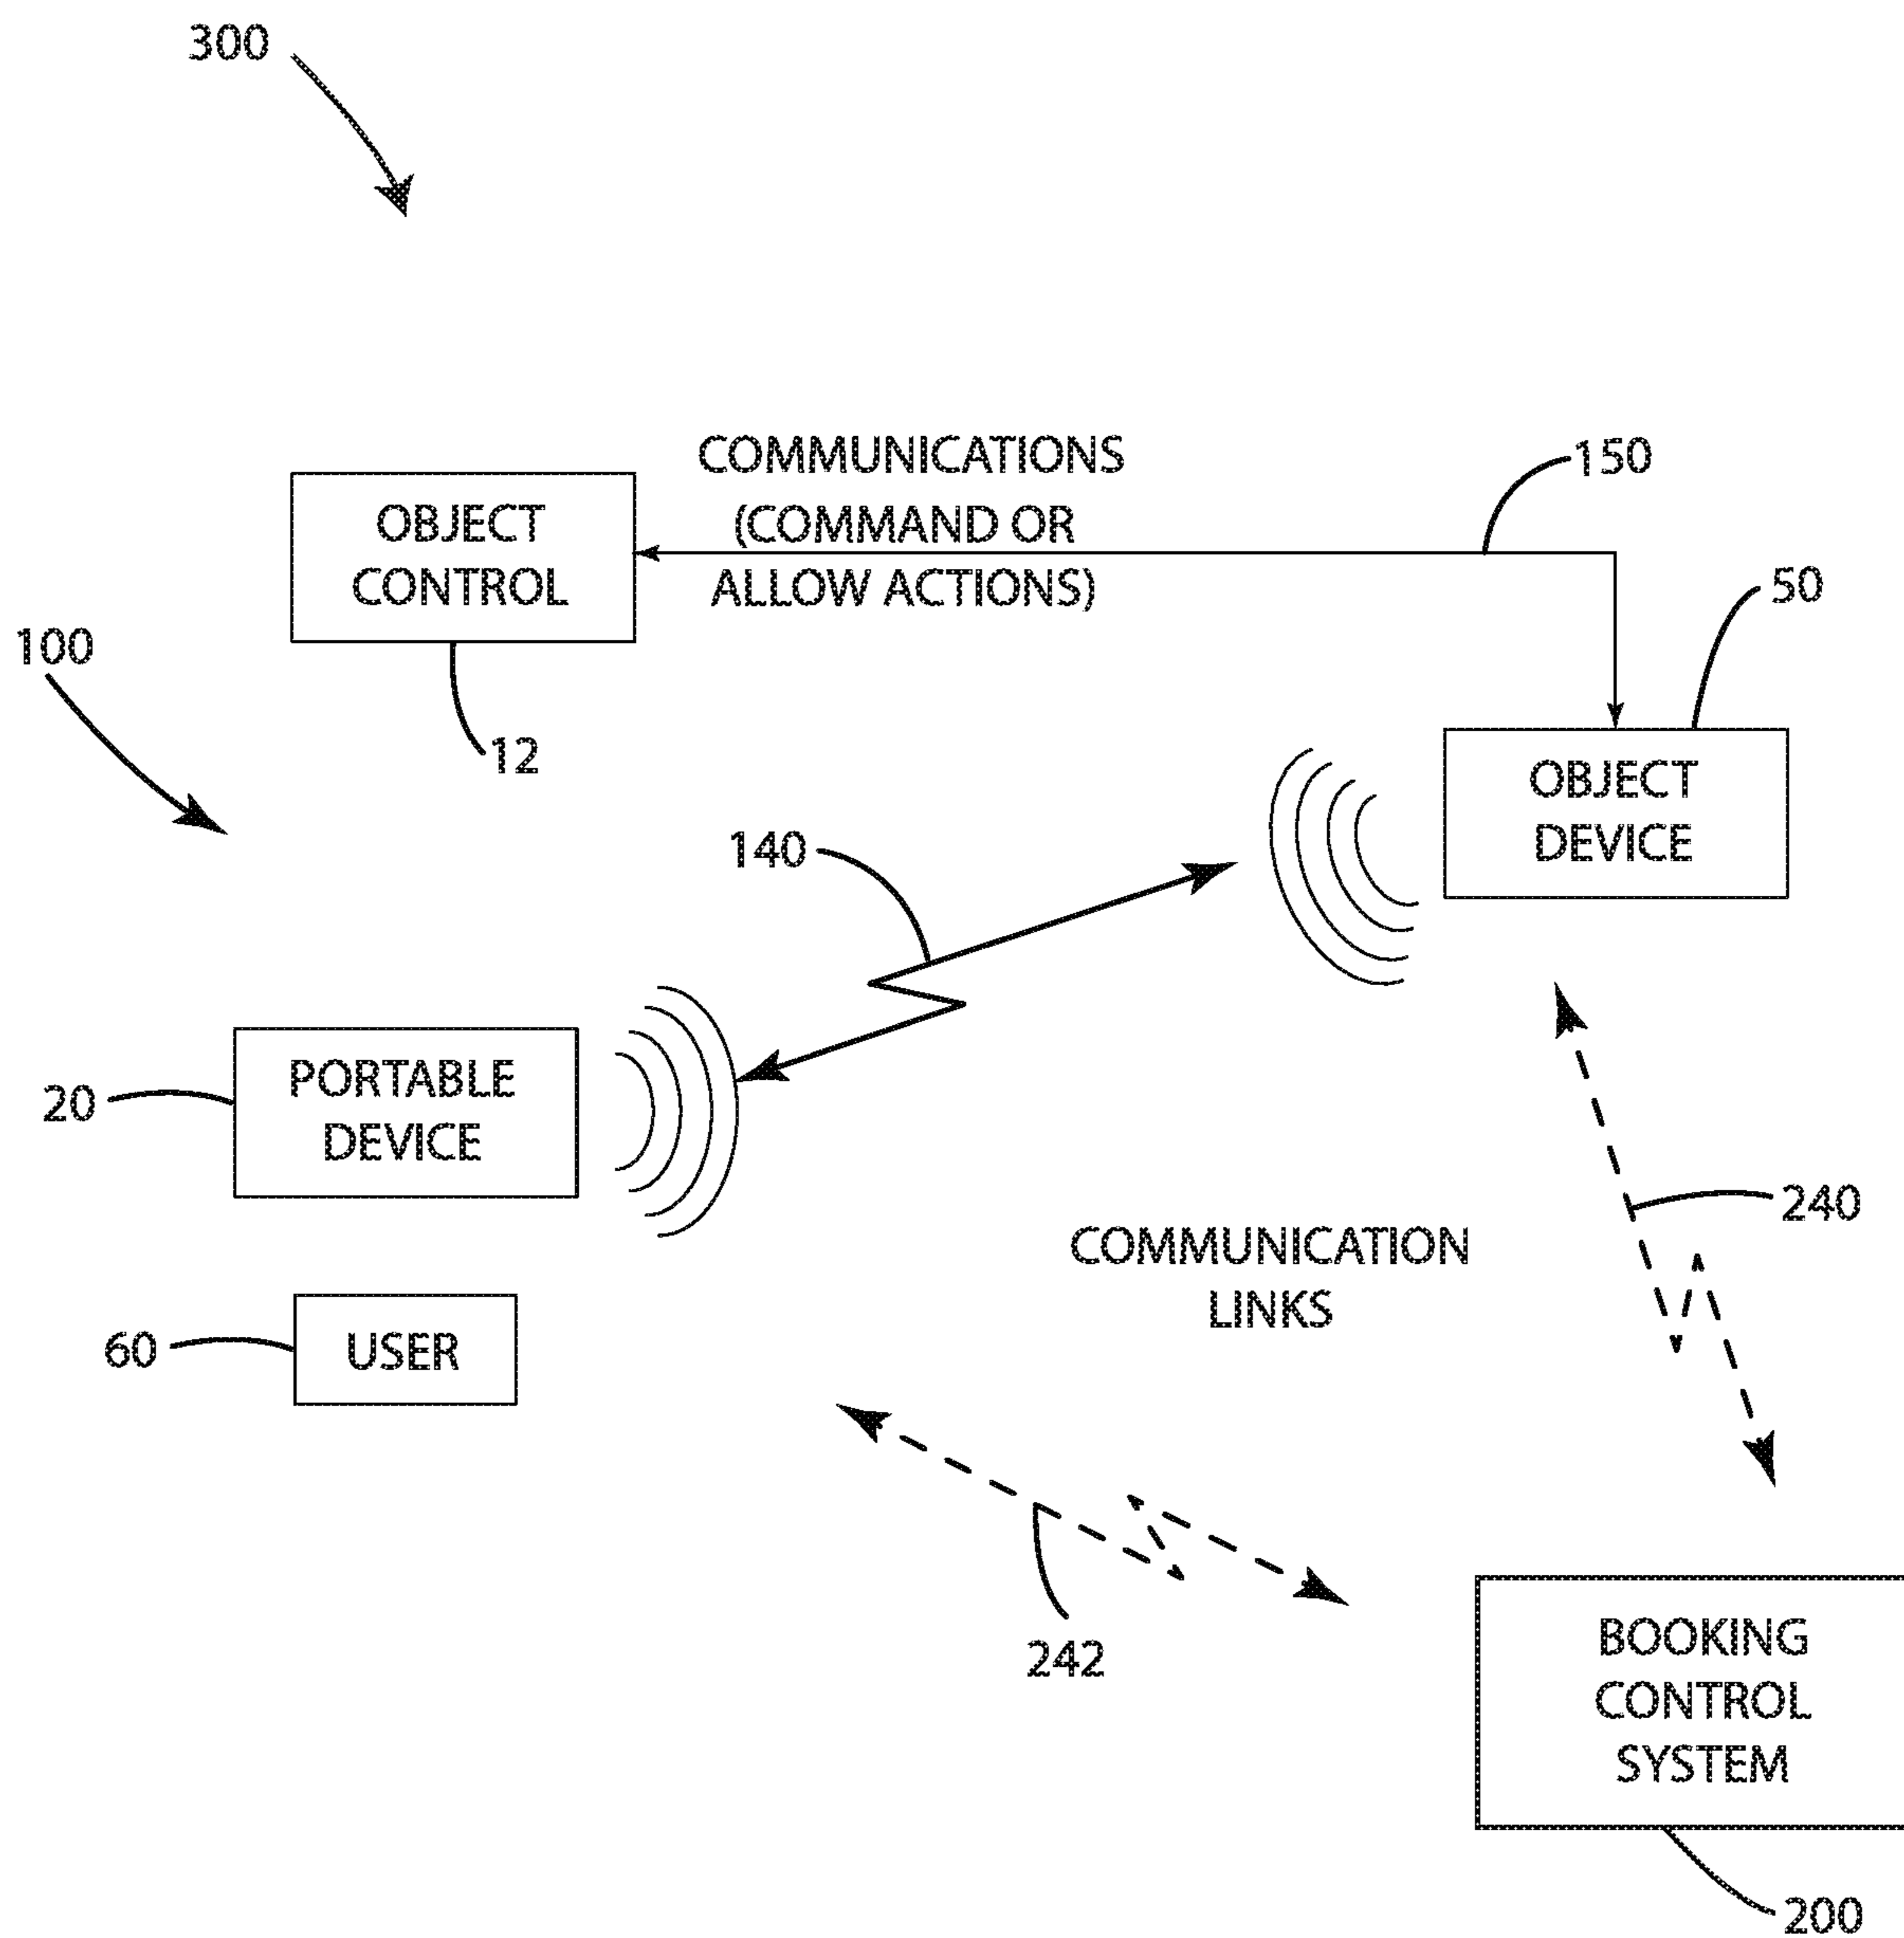 300
COMMUNICATIONS
(COMMAND OR
ALLOW ACTIONS)
150
OBJECT
CONTROL
50
100
12
OBJECT
DEVICE
140
PORTABLE
DEVICE
20
240
COMMUNICATION
LINKS
60
USER
242
BOOKING
CONTROL
SYSTEM
200